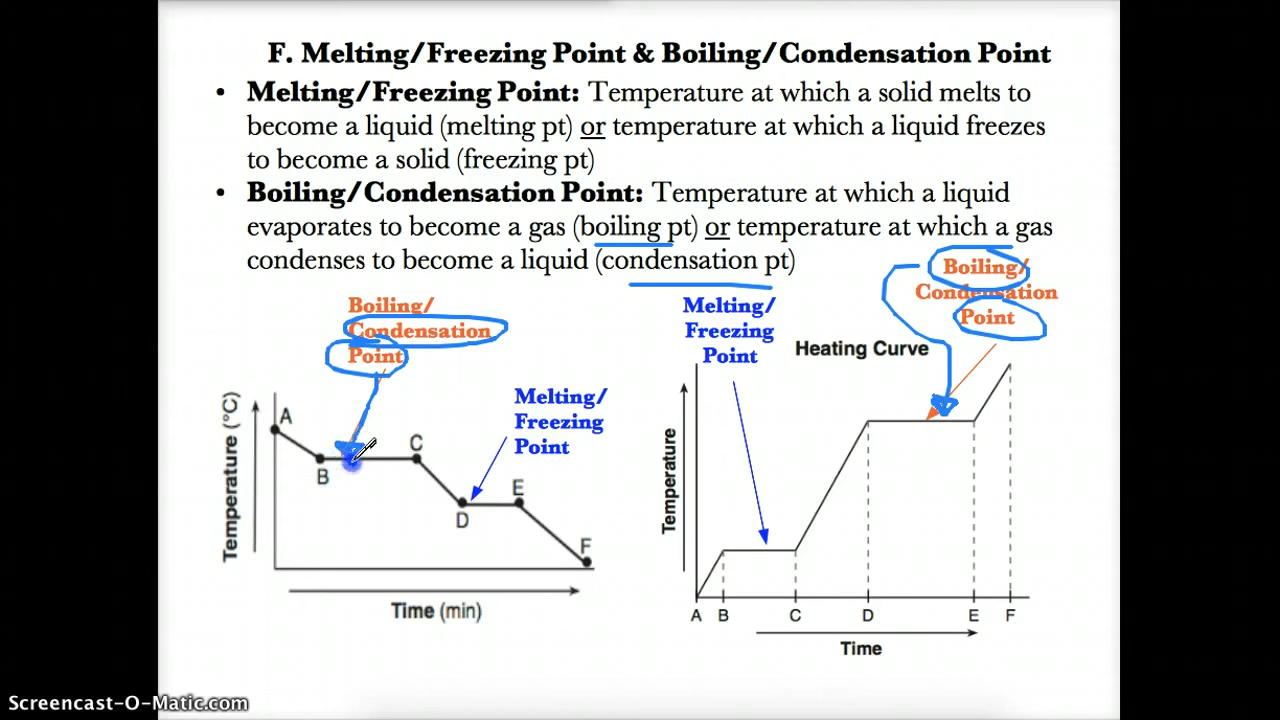 F. Melting/Freezing Point & Boiling/Condensation Point
• Melting/Freezing Point: Temperature at which a solid melts to
become a liquid (melting pt) or temperature at which a liquid freezes
to become a solid (freezing pt)
• Boiling/Condensation Point: Temperature at which a liquid
evaporates to become a gas (boiling pt) or temperature at which a gas
condenses to become a liquid (condensation pt)
Boiling/
Condensation
Point
Melting/
Freezing
Point
Temperature (°C)
A
B
C
D
E
F
Time (min)
Melting/
Freezing
Point
Boiling/
Condensation
Point
Heating Curve
Temperature
A B C D E F
Time
Screencast-O-Matic.com